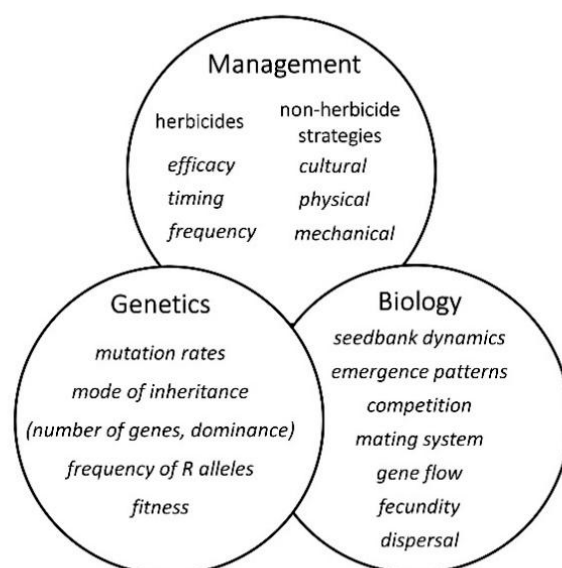 Management
herbicides
efficacy
timing
frequency
non-herbicide
strategies
cultural
physical
mechanical
Genetics
mutation rates
mode of inheritance
(number of genes, dominance)
frequency of R alleles
fitness
Biology
seedbank dynamics
emergence patterns
competition
mating system
gene flow
fecundity
dispersal